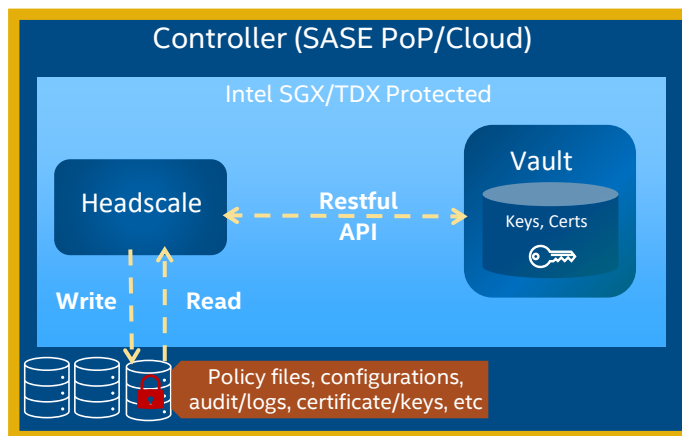 Controller (SASE PoP/Cloud)
Intel SGX/TDX Protected
Headscale
Restful
API
Vault
Keys, Certs
Write
Read
Policy files, configurations,
audit/logs, certificate/keys, etc